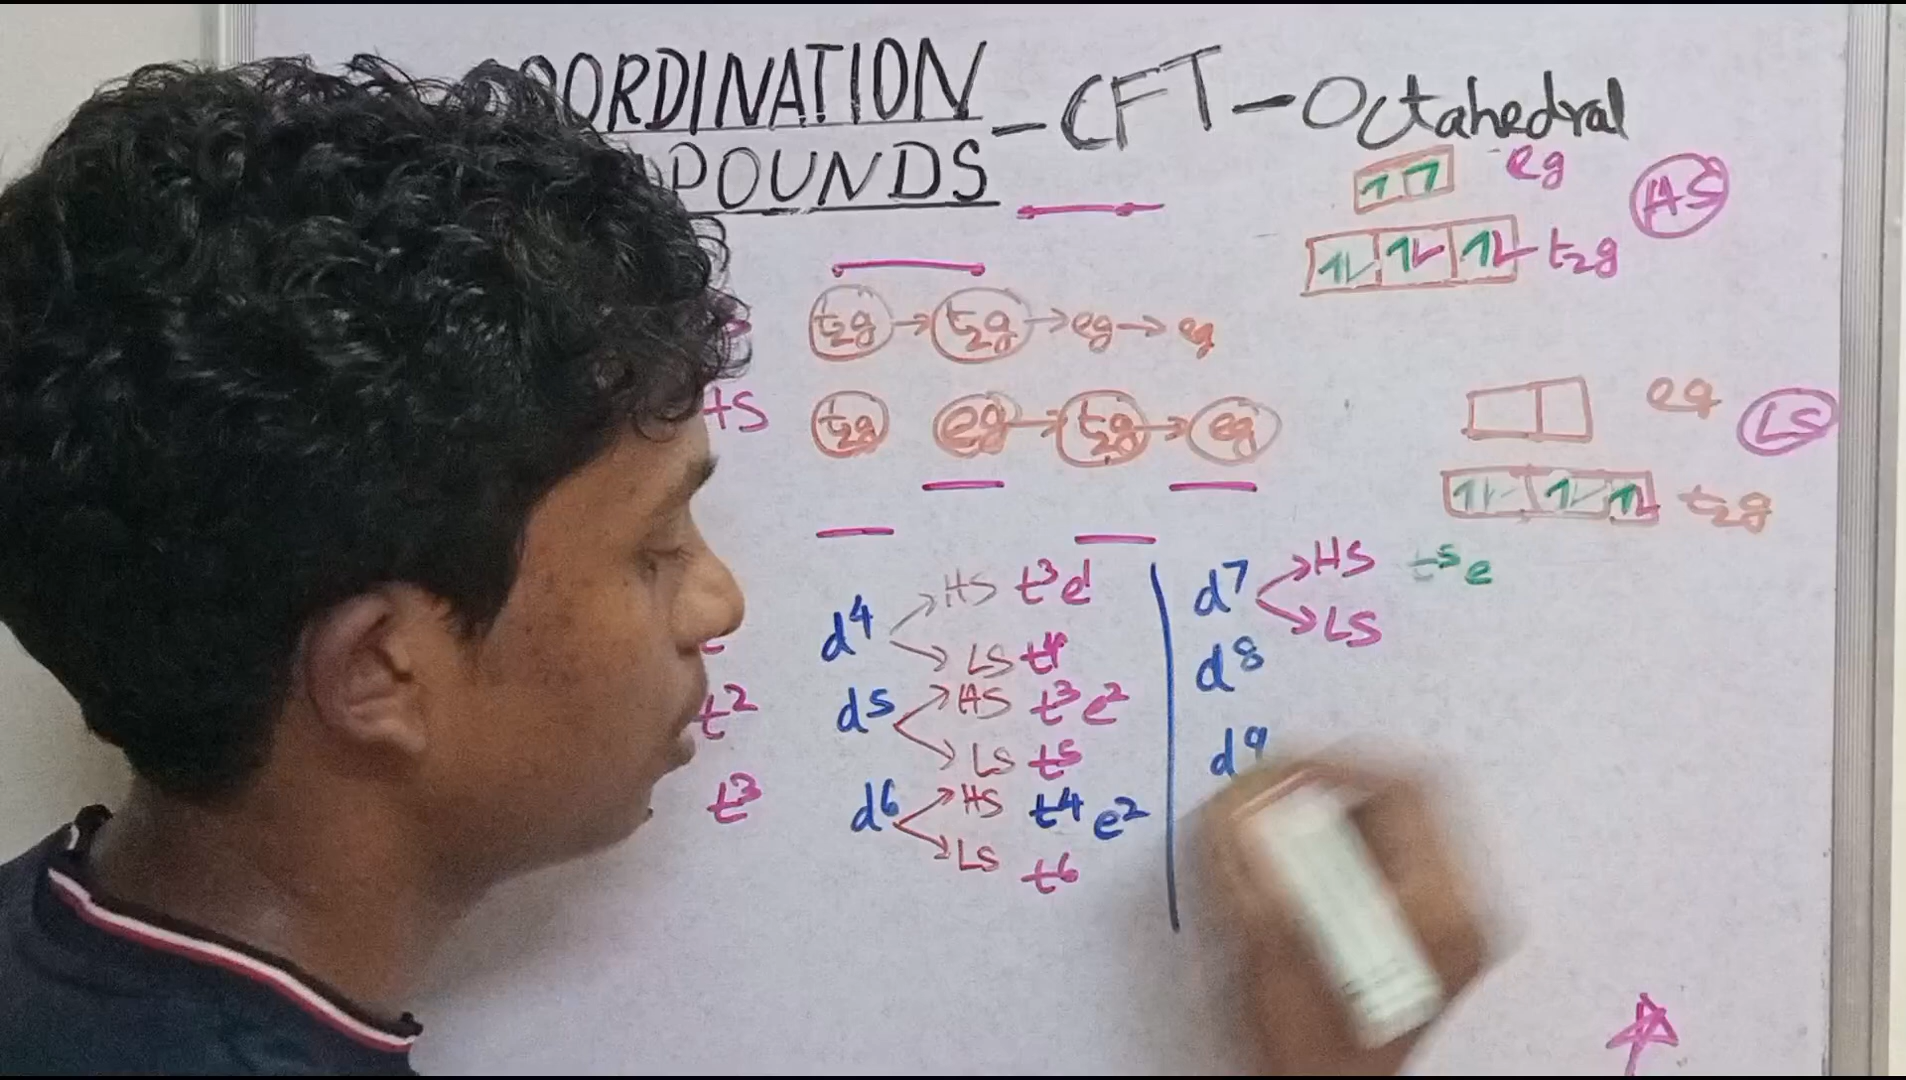 OORDINATION - CFT - Octahedral
POUNDS
eg HS
t2g
t2g → t2g → eg → eg
HS t2g eg → t2g → eg
eg LS
t2g
d4 HS t3e1
LS t4
t2 d5 HS t3e2
LS t5
t3 d6 HS t4e2
LS t6
d7 HS t5e
LS
d8
d9